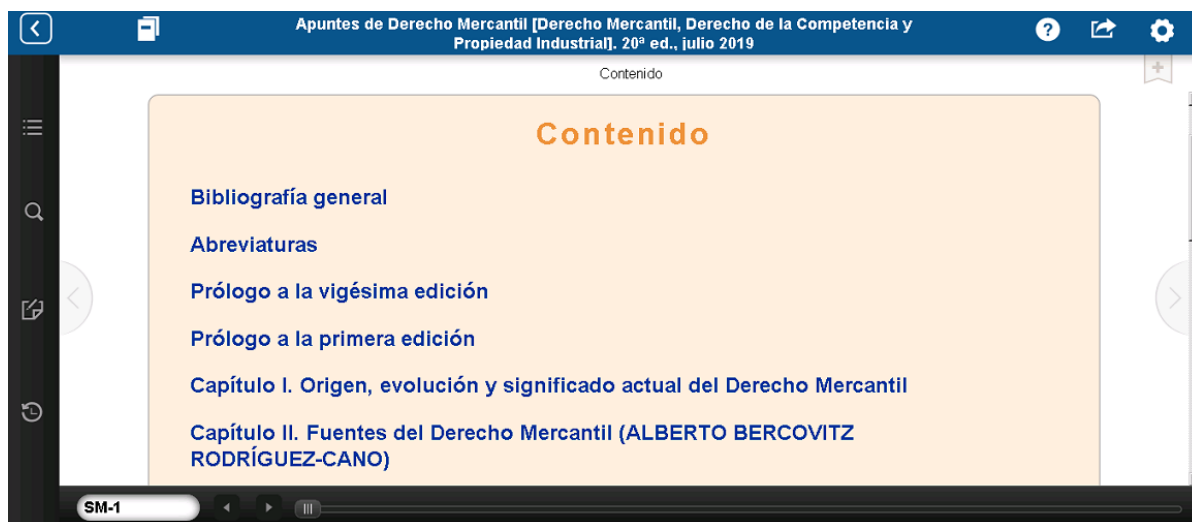 Apuntes de Derecho Mercantil [Derecho Mercantil, Derecho de la Competencia y
Propiedad Industrial]. 20ª ed., julio 2019
Contenido
Contenido
Bibliografía general
Abreviaturas
Prólogo a la vigésima edición
Prólogo a la primera edición
Capítulo I. Origen, evolución y significado actual del Derecho Mercantil
Capítulo II. Fuentes del Derecho Mercantil (ALBERTO BERCOVITZ
RODRÍGUEZ-CANO)
SM-1